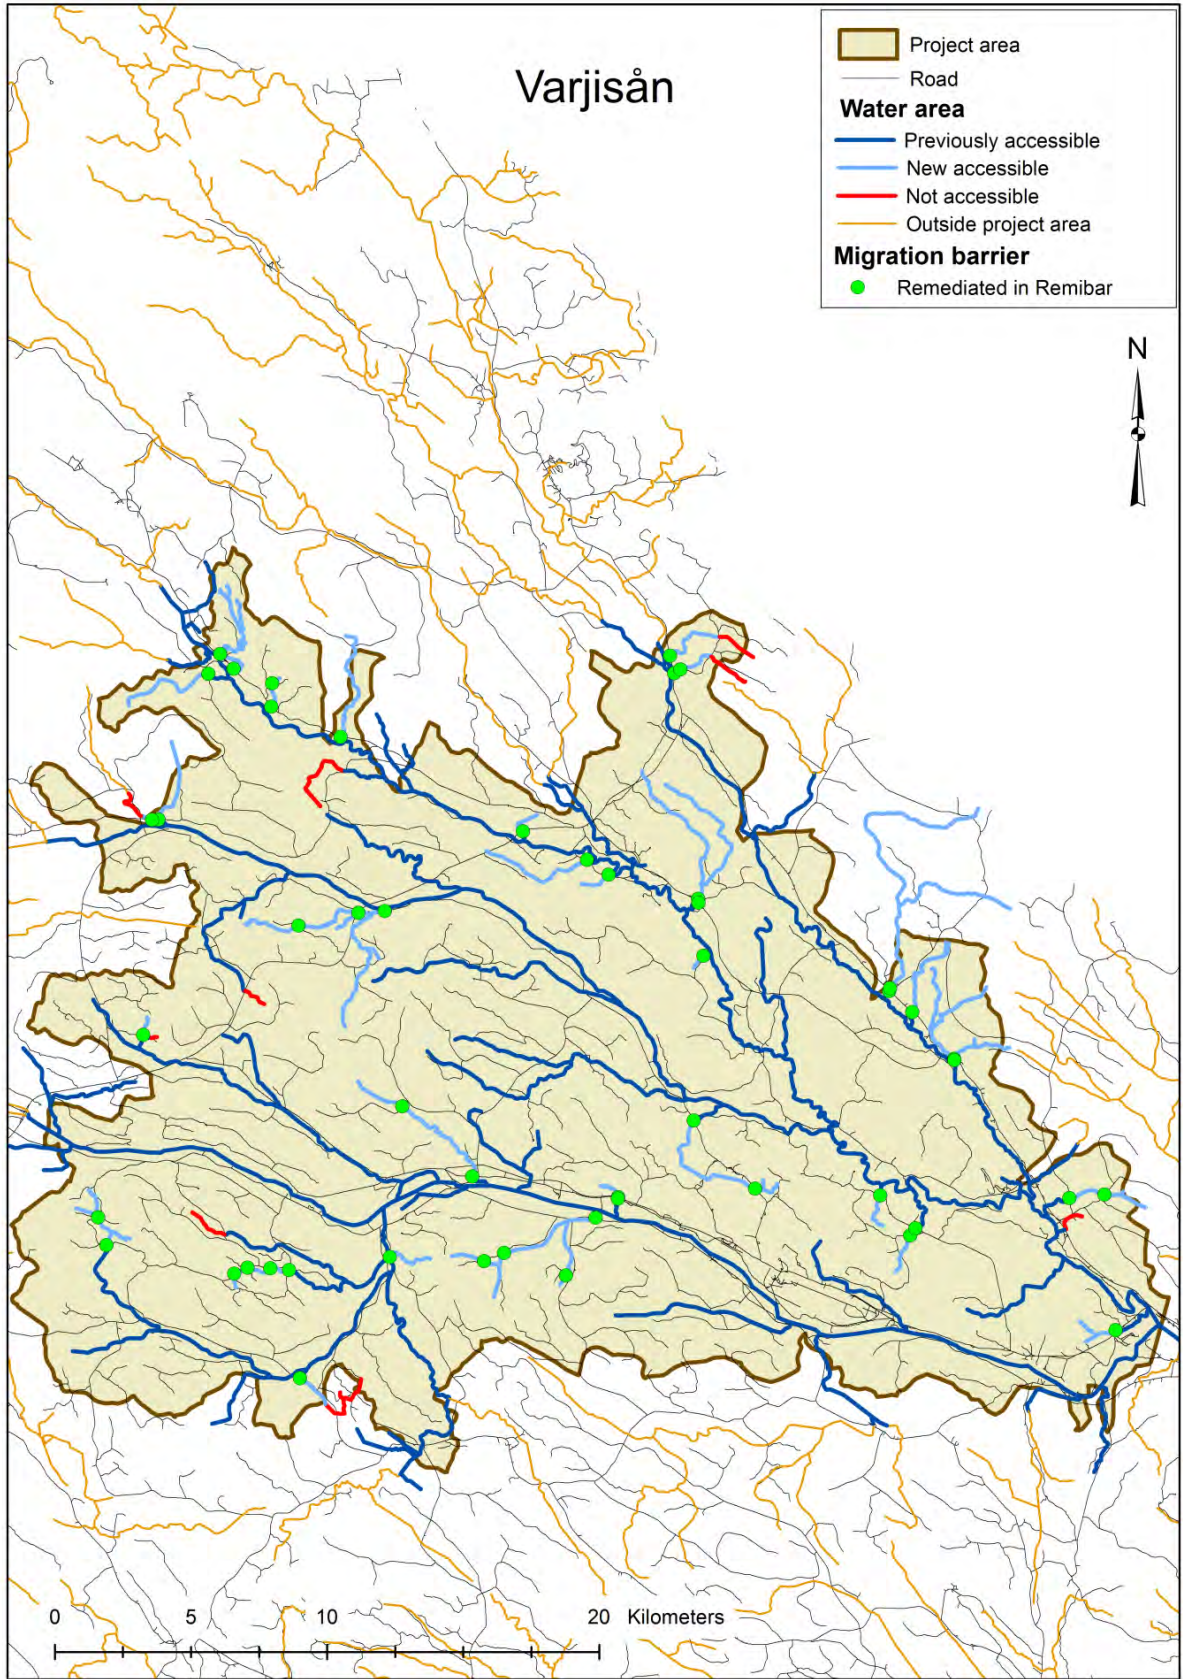 Varjisån
Project area
Road
Water area
Previously accessible
New accessible
Not accessible
Outside project area
Migration barrier
Remediated in Remibar
N
0 5 10 20 Kilometers